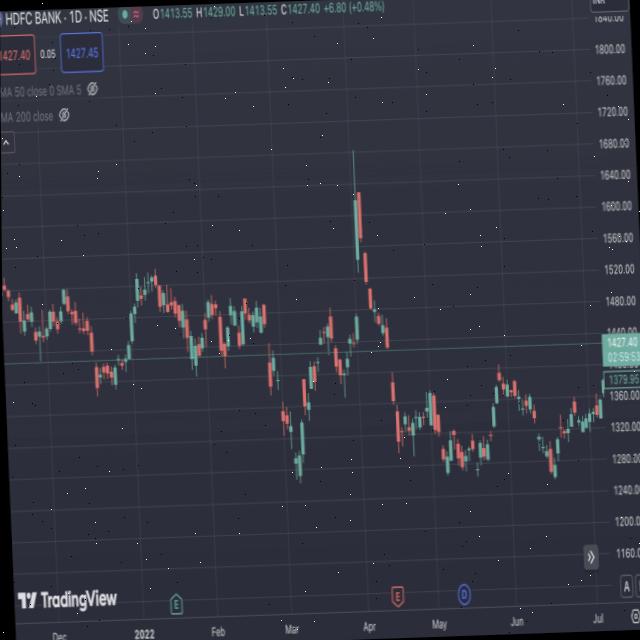 HDFC BANK · 1D · NSE O1413.55 H1429.00 L1413.55 C1427.40 +6.80 (+0.48%)
INR
1427.40 0.05 1427.45
MA 50 close 0 SMA 5
MA 200 close
1840.00
1800.00
1760.00
1720.00
1680.00
1640.00
1600.00
1560.00
1520.00
1480.00
1440.00
1427.40
02:59:53
1379.95
1360.00
1320.00
1280.00
1240.00
1200.00
1160.00
TradingView
E E D A
Dec 2022 Feb Mar Apr May Jun Jul